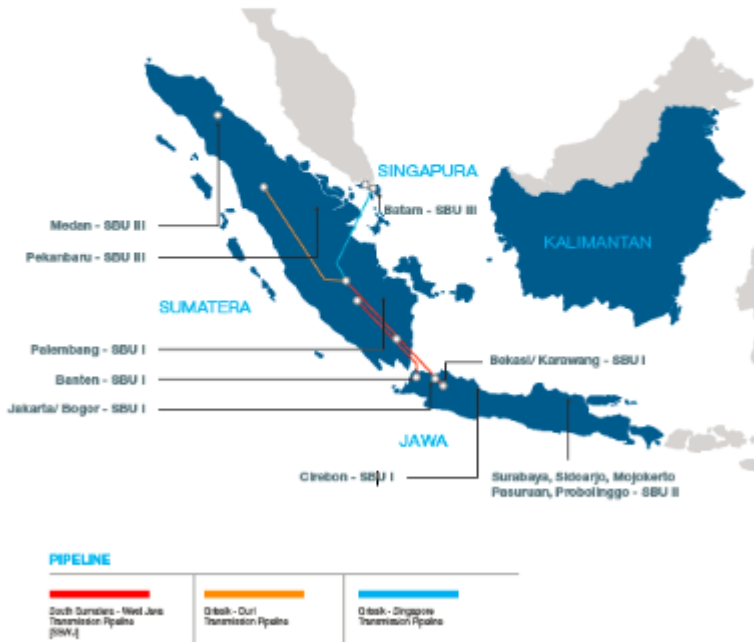 SINGAPURA
Batam - SBU III
Medan - SBU III
Pekanbaru - SBU III
KALIMANTAN
SUMATERA
Palembang - SBU I
Banten - SBU I
Jakarta/ Bogor - SBU I
Bekasi/ Karawang - SBU I
JAWA
Cirebon - SBU I
Surabaya, Sidoarjo, Mojokerto
Pasuruan, Probolinggo - SBU II
PIPELINE
South Sumatera - West Java
Transmission Pipeline
[SSWJ]
Grissik - Duri
Transmission Pipeline
Grissik - Singapore
Transmission Pipeline